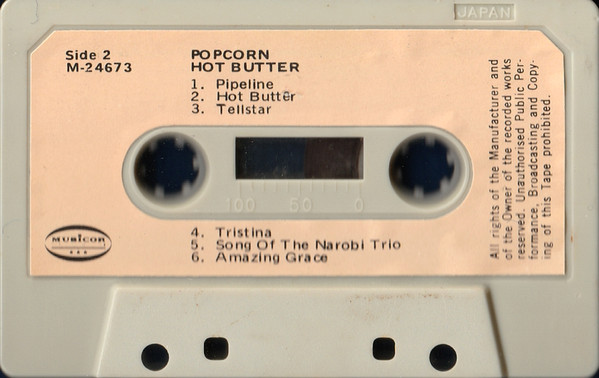 JAPAN
Side 2
M-24673
POPCORN
HOT BUTTER
1. Pipeline
2. Hot Butter
3. Tellstar
100 50 0
4. Tristina
5. Song Of The Narobi Trio
6. Amazing Grace
MUSICOR
All rights of the Manufacturer and
of the Owner of the recorded works
reserved. Unauthorised Public Per-
formance, Broadcasting and Copy-
ing of this Tape prohibited.